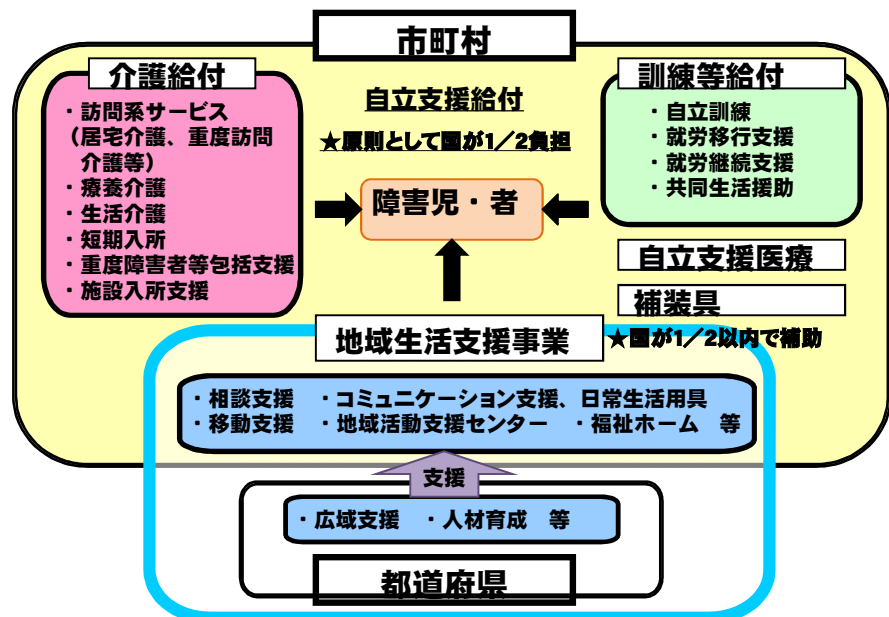 市町村
介護給付
・訪問系サービス
(居宅介護、重度訪問
介護等)
・療養介護
・生活介護
・短期入所
・重度障害者等包括支援
・施設入所支援
自立支援給付
★原則として国が1/2負担
障害児・者
訓練等給付
・自立訓練
・就労移行支援
・就労継続支援
・共同生活援助
自立支援医療
補装具
★国が1/2以内で補助
地域生活支援事業
・相談支援 ・コミュニケーション支援、日常生活用具
・移動支援 ・地域活動支援センター ・福祉ホーム 等
支援
・広域支援 ・人材育成 等
都道府県